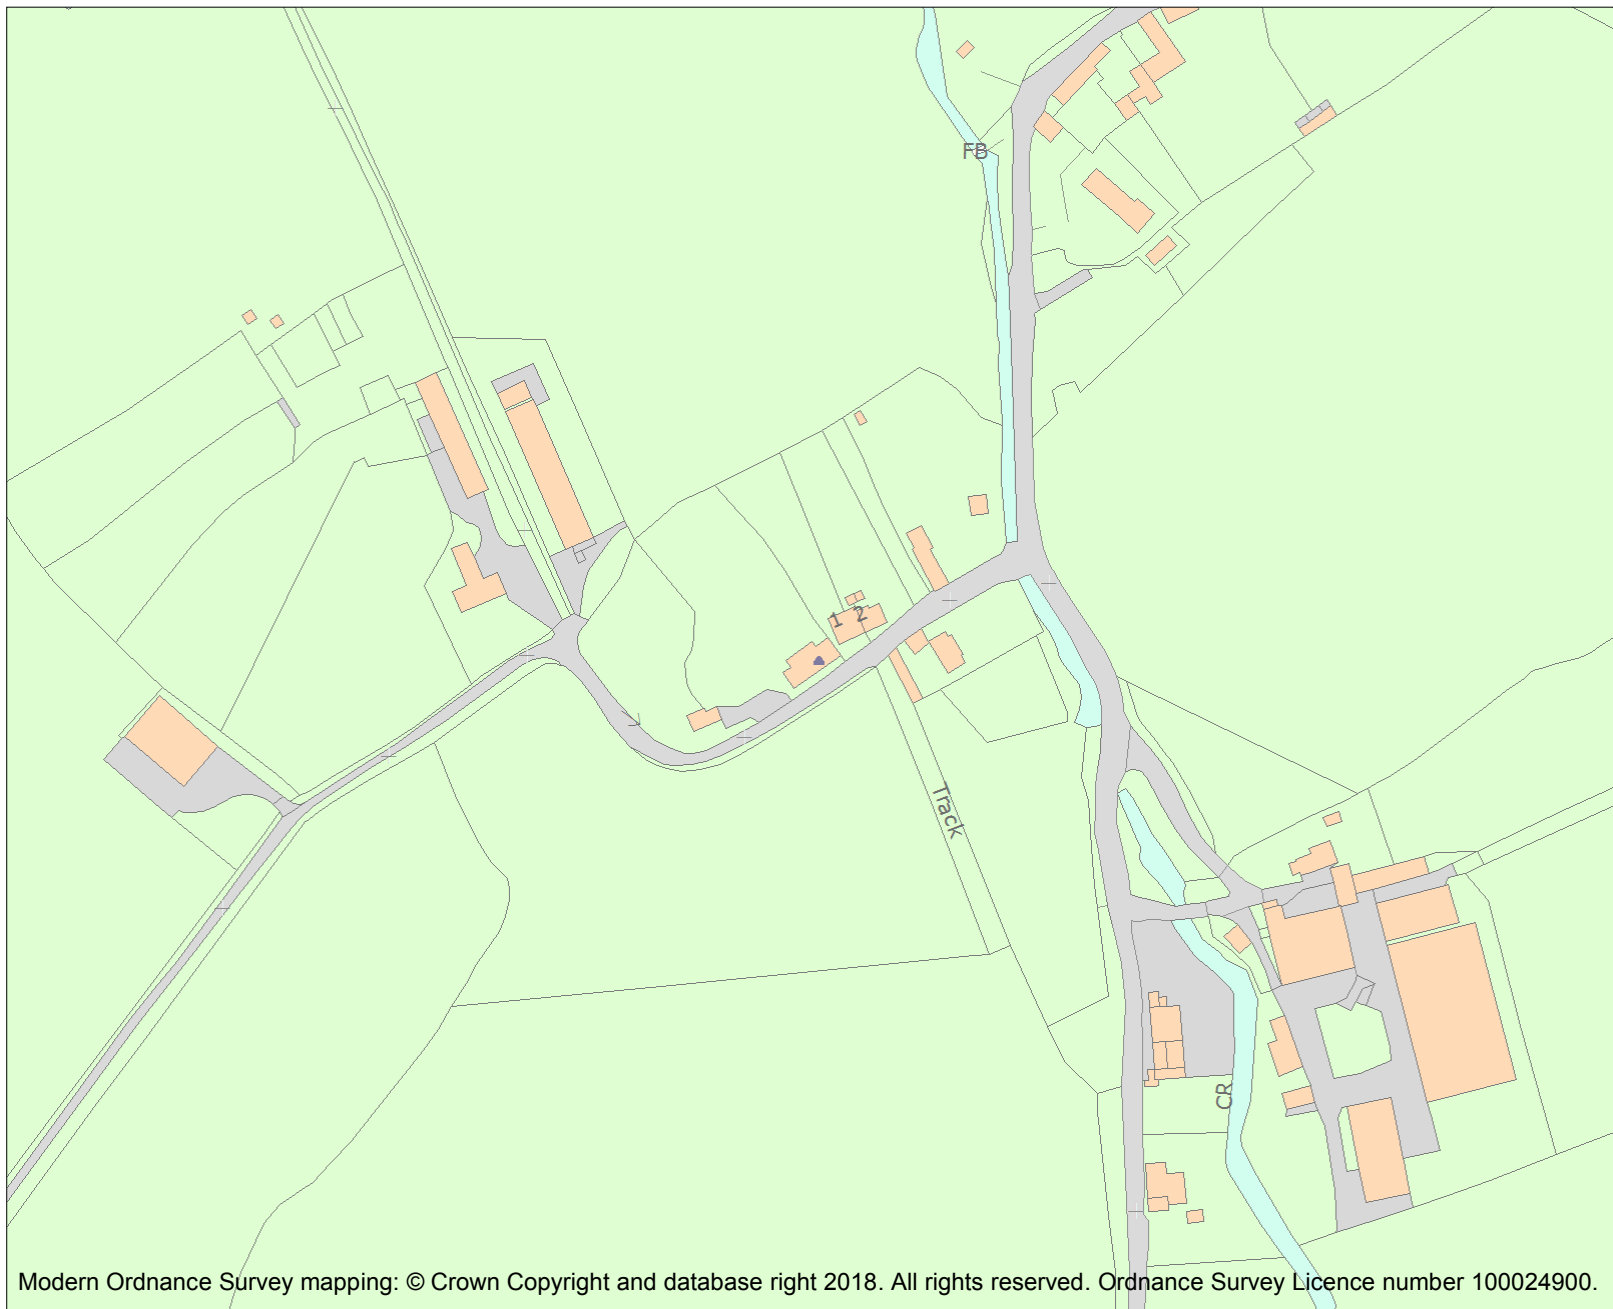 FB
1 2
Track
CR
Modern Ordnance Survey mapping: © Crown Copyright and database right 2018. All rights reserved. Ordnance Survey Licence number 100024900.